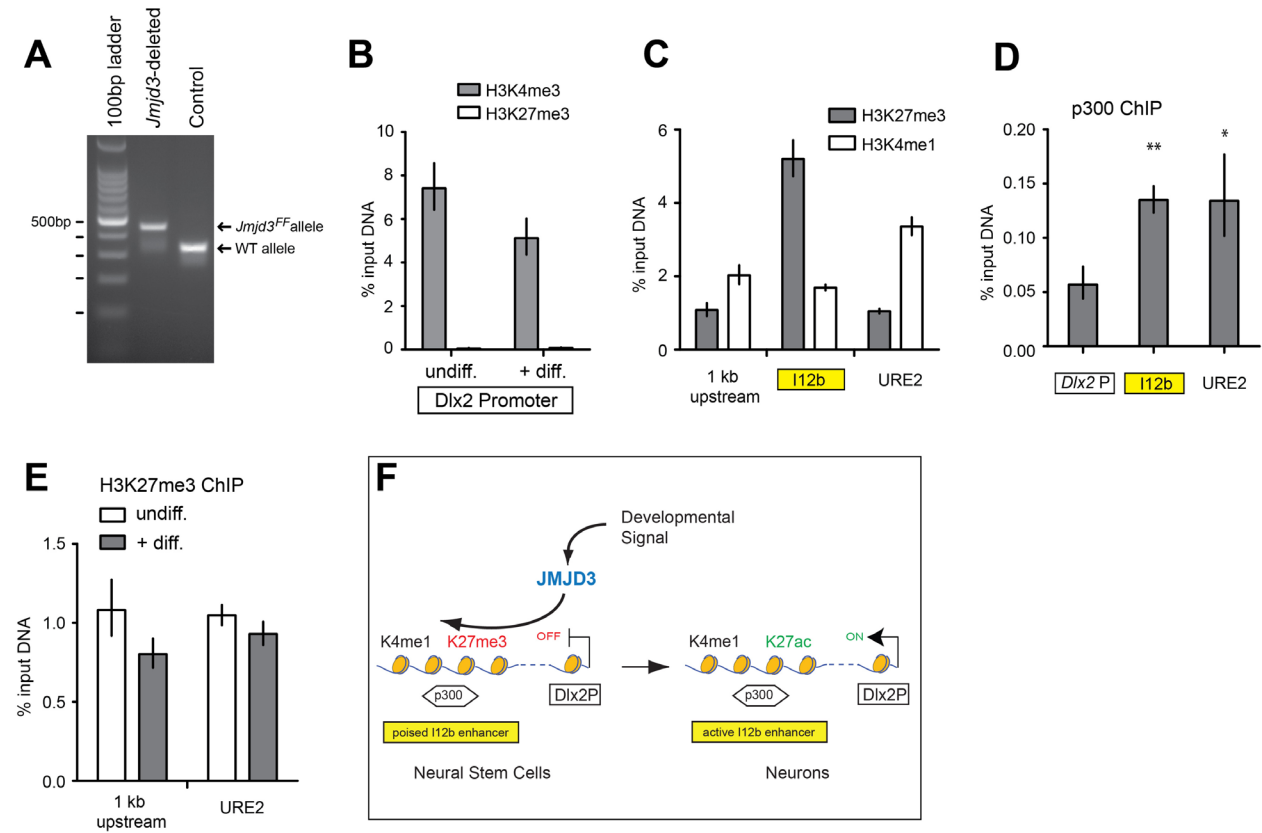 A
100bp ladder
Jmjd3-deleted
Control
500bp
Jmjd3FF allele
WT allele
B
H3K4me3
H3K27me3
% input DNA
10
8
6
4
2
0
undiff.
+ diff.
Dlx2 Promoter
C
H3K27me3
H3K4me1
% input DNA
6
4
2
0
1 kb
upstream
I12b
URE2
D
p300 ChIP
% input DNA
0.20
0.15
0.10
0.05
0.00
**
*
Dlx2 P
I12b
URE2
E
H3K27me3 ChIP
undiff.
+ diff.
% input DNA
1.5
1.0
0.5
0.0
1 kb
upstream
URE2
F
Developmental
Signal
JMJD3
K4me1 K27me3 OFF
p300
Dlx2P
poised I12b enhancer
Neural Stem Cells
K4me1 K27ac ON
p300
Dlx2P
active I12b enhancer
Neurons